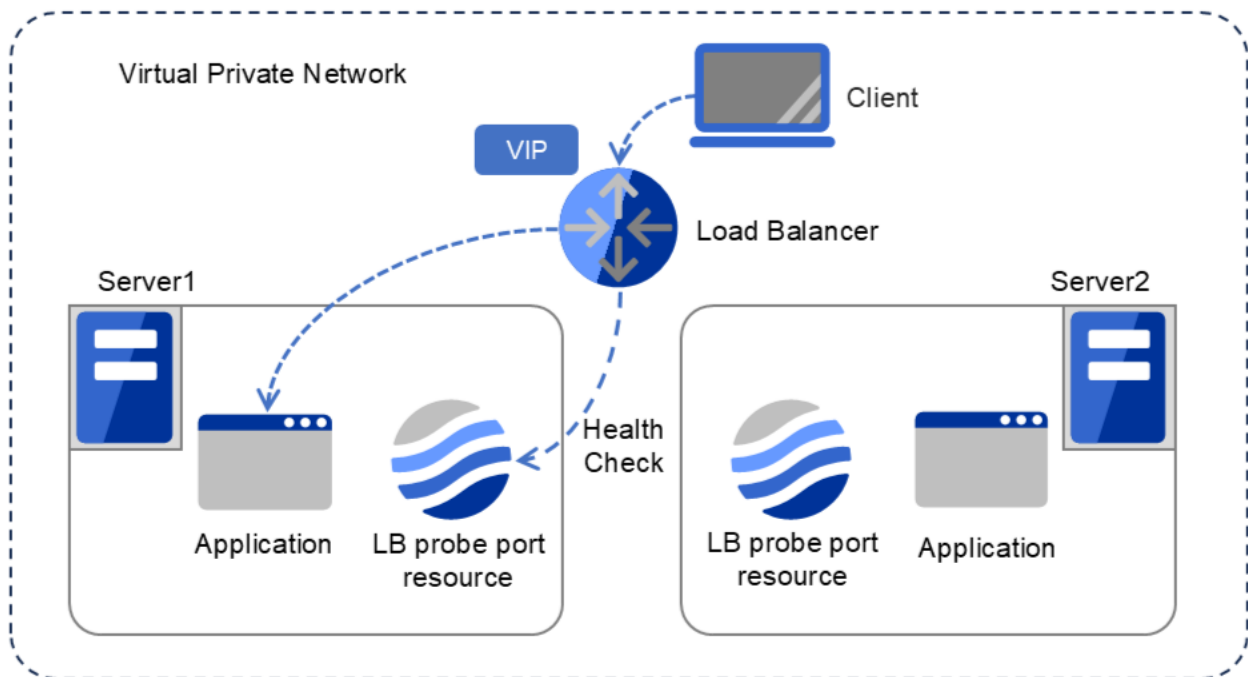 Virtual Private Network
Client
VIP
Load Balancer
Server1
Server2
Health
Check
Application
LB probe port
resource
LB probe port
resource
Application